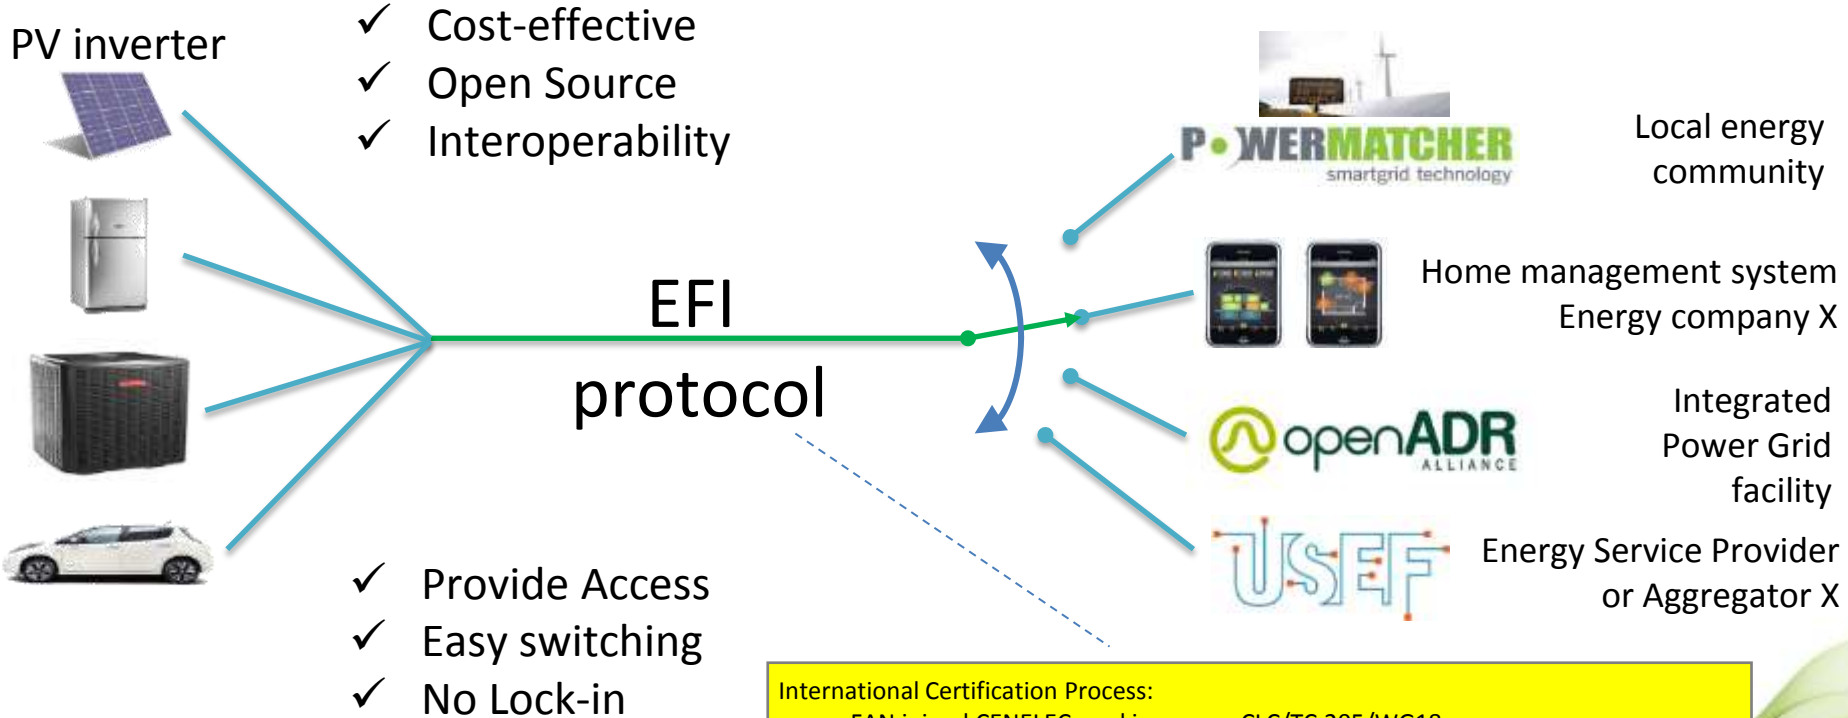 PV inverter
✓ Cost-effective
✓ Open Source
✓ Interoperability
POWERMATCHER
smartgrid technology
Local energy
community
EFI
protocol
Home management system
Energy company X
openADR
ALLIANCE
Integrated
Power Grid
facility
USEF
Energy Service Provider
or Aggregator X
✓ Provide Access
✓ Easy switching
✓ No Lock-in
International Certification Process: